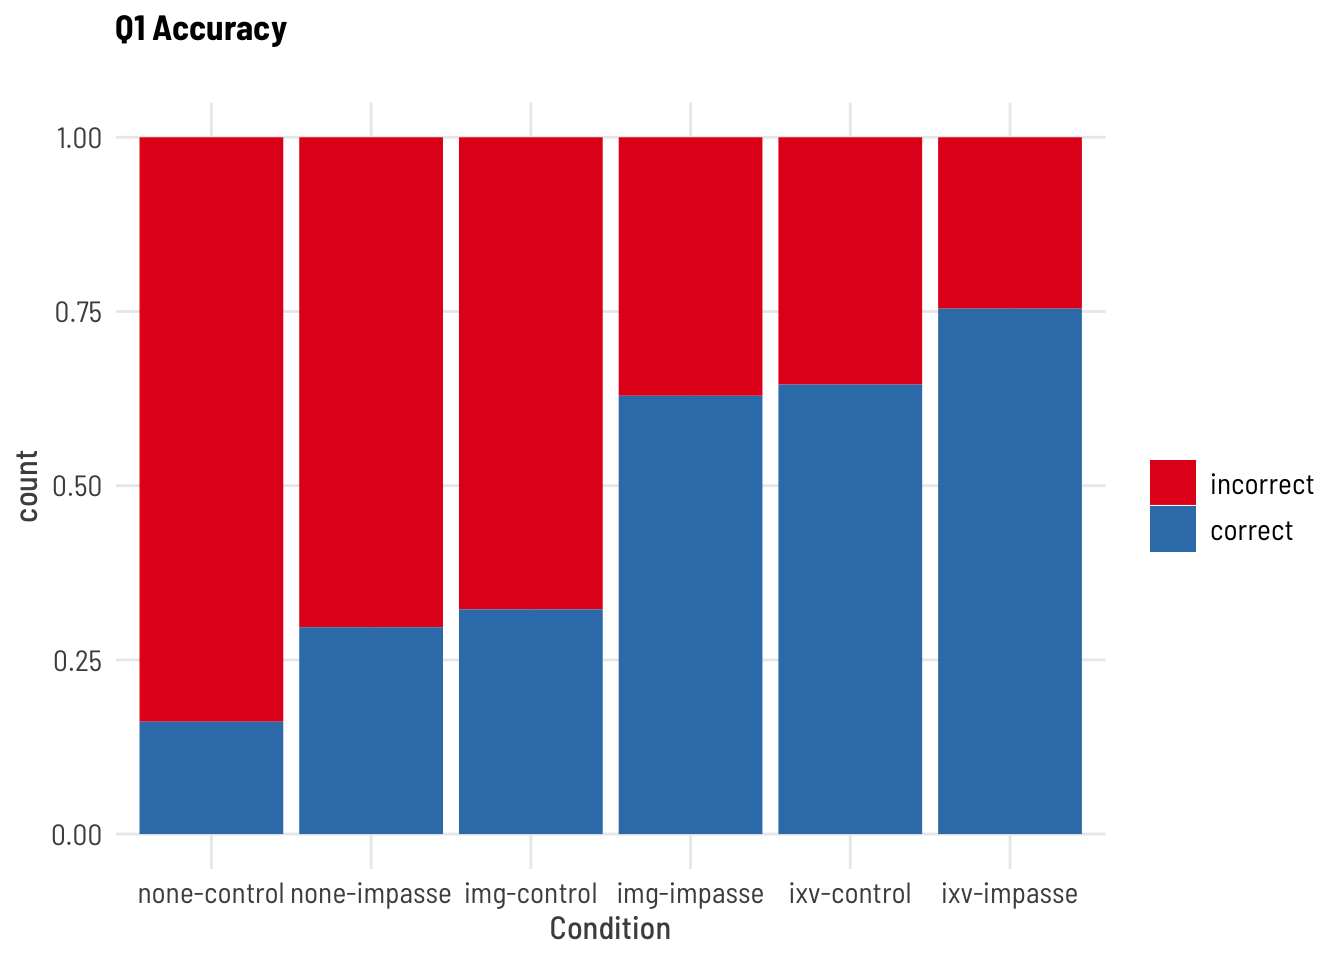 Q1 Accuracy
1.00
0.75
0.50
0.25
0.00
count
none-control none-impasse img-control img-impasse ixv-control ixv-impasse
Condition
incorrect
correct